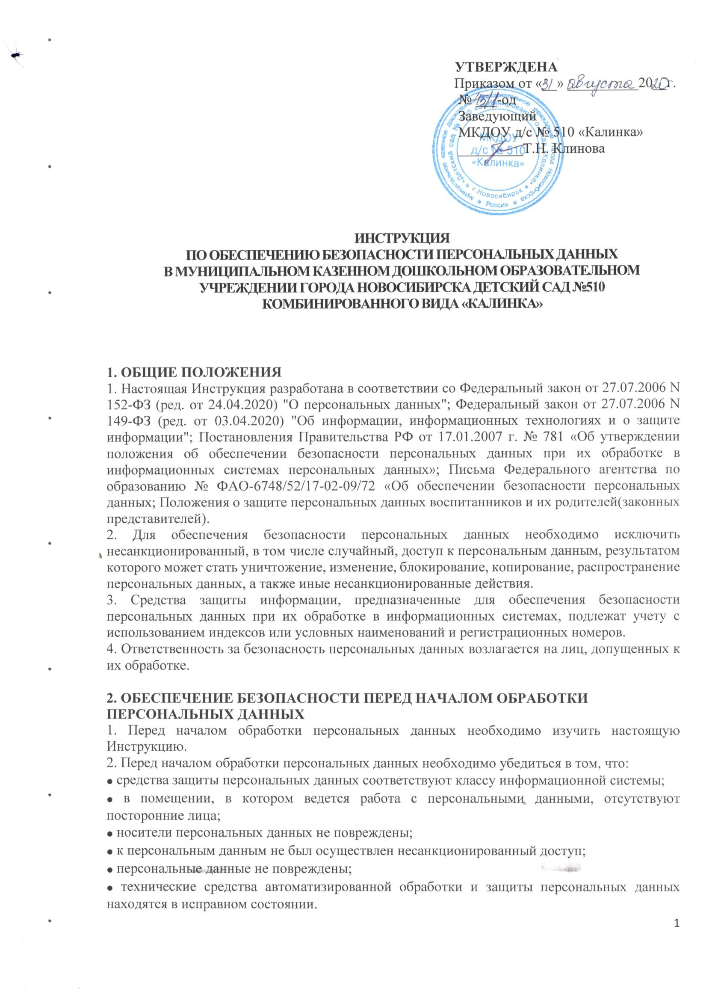 УТВЕРЖДЕНА
Приказом от «31» августа 2020 г.
№ -од
Заведующий
МКДОУ д/с № 510 «Калинка»
Т.Н. Клинова
муниципальное казенное дошкольное образовательное учреждение города Новосибирска * Россия *
«Детский сад № 510 комбинированного вида «Калинка» * г.Новосибирск *
МКДОУ
д/с № 510
«Калинка»
ИНСТРУКЦИЯ
ПО ОБЕСПЕЧЕНИЮ БЕЗОПАСНОСТИ ПЕРСОНАЛЬНЫХ ДАННЫХ
В МУНИЦИПАЛЬНОМ КАЗЕННОМ ДОШКОЛЬНОМ ОБРАЗОВАТЕЛЬНОМ
УЧРЕЖДЕНИИ ГОРОДА НОВОСИБИРСКА ДЕТСКИЙ САД №510
КОМБИНИРОВАННОГО ВИДА «КАЛИНКА»
1. ОБЩИЕ ПОЛОЖЕНИЯ
1. Настоящая Инструкция разработана в соответствии со Федеральный закон от 27.07.2006 N
152-ФЗ (ред. от 24.04.2020) "О персональных данных"; Федеральный закон от 27.07.2006 N
149-ФЗ (ред. от 03.04.2020) "Об информации, информационных технологиях и о защите
информации"; Постановления Правительства РФ от 17.01.2007 г. № 781 «Об утверждении
положения об обеспечении безопасности персональных данных при их обработке в
информационных системах персональных данных»; Письма Федерального агентства по
образованию № ФАО-6748/52/17-02-09/72 «Об обеспечении безопасности персональных
данных; Положения о защите персональных данных воспитанников и их родителей(законных
представителей).
2. Для обеспечения безопасности персональных данных необходимо исключить
несанкционированный, в том числе случайный, доступ к персональным данным, результатом
которого может стать уничтожение, изменение, блокирование, копирование, распространение
персональных данных, а также иные несанкционированные действия.
3. Средства защиты информации, предназначенные для обеспечения безопасности
персональных данных при их обработке в информационных системах, подлежат учету с
использованием индексов или условных наименований и регистрационных номеров.
4. Ответственность за безопасность персональных данных возлагается на лиц, допущенных к
их обработке.
2. ОБЕСПЕЧЕНИЕ БЕЗОПАСНОСТИ ПЕРЕД НАЧАЛОМ ОБРАБОТКИ
ПЕРСОНАЛЬНЫХ ДАННЫХ
1. Перед началом обработки персональных данных необходимо изучить настоящую
Инструкцию.
2. Перед началом обработки персональных данных необходимо убедиться в том, что:
● средства защиты персональных данных соответствуют классу информационной системы;
● в помещении, в котором ведется работа с персональными данными, отсутствуют
посторонние лица;
● носители персональных данных не повреждены;
● к персональным данным не был осуществлен несанкционированный доступ;
● персональные данные не повреждены;
● технические средства автоматизированной обработки и защиты персональных данных
находятся в исправном состоянии.
1